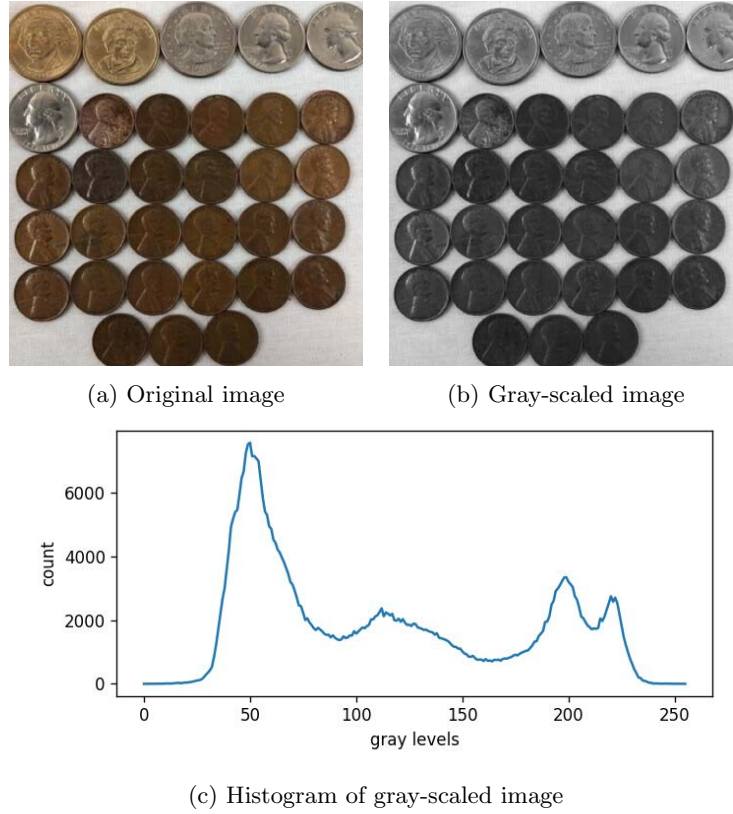 (a) Original image
(b) Gray-scaled image
6000
4000
2000
0
count
0 50 100 150 200 250
gray levels
(c) Histogram of gray-scaled image